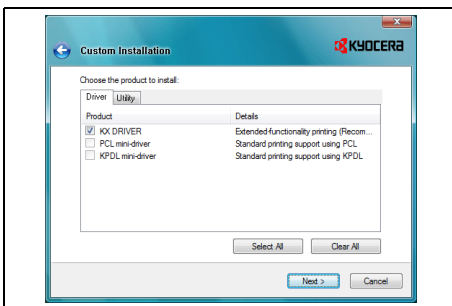 Custom Installation
KYOCERA
Choose the product to install:
Driver Utility
Product Details
KX DRIVER Extended-functionality printing (Recom...
PCL mini-driver Standard printing support using PCL
KPDL mini-driver Standard printing support using KPDL
Select All Clear All
Next > Cancel